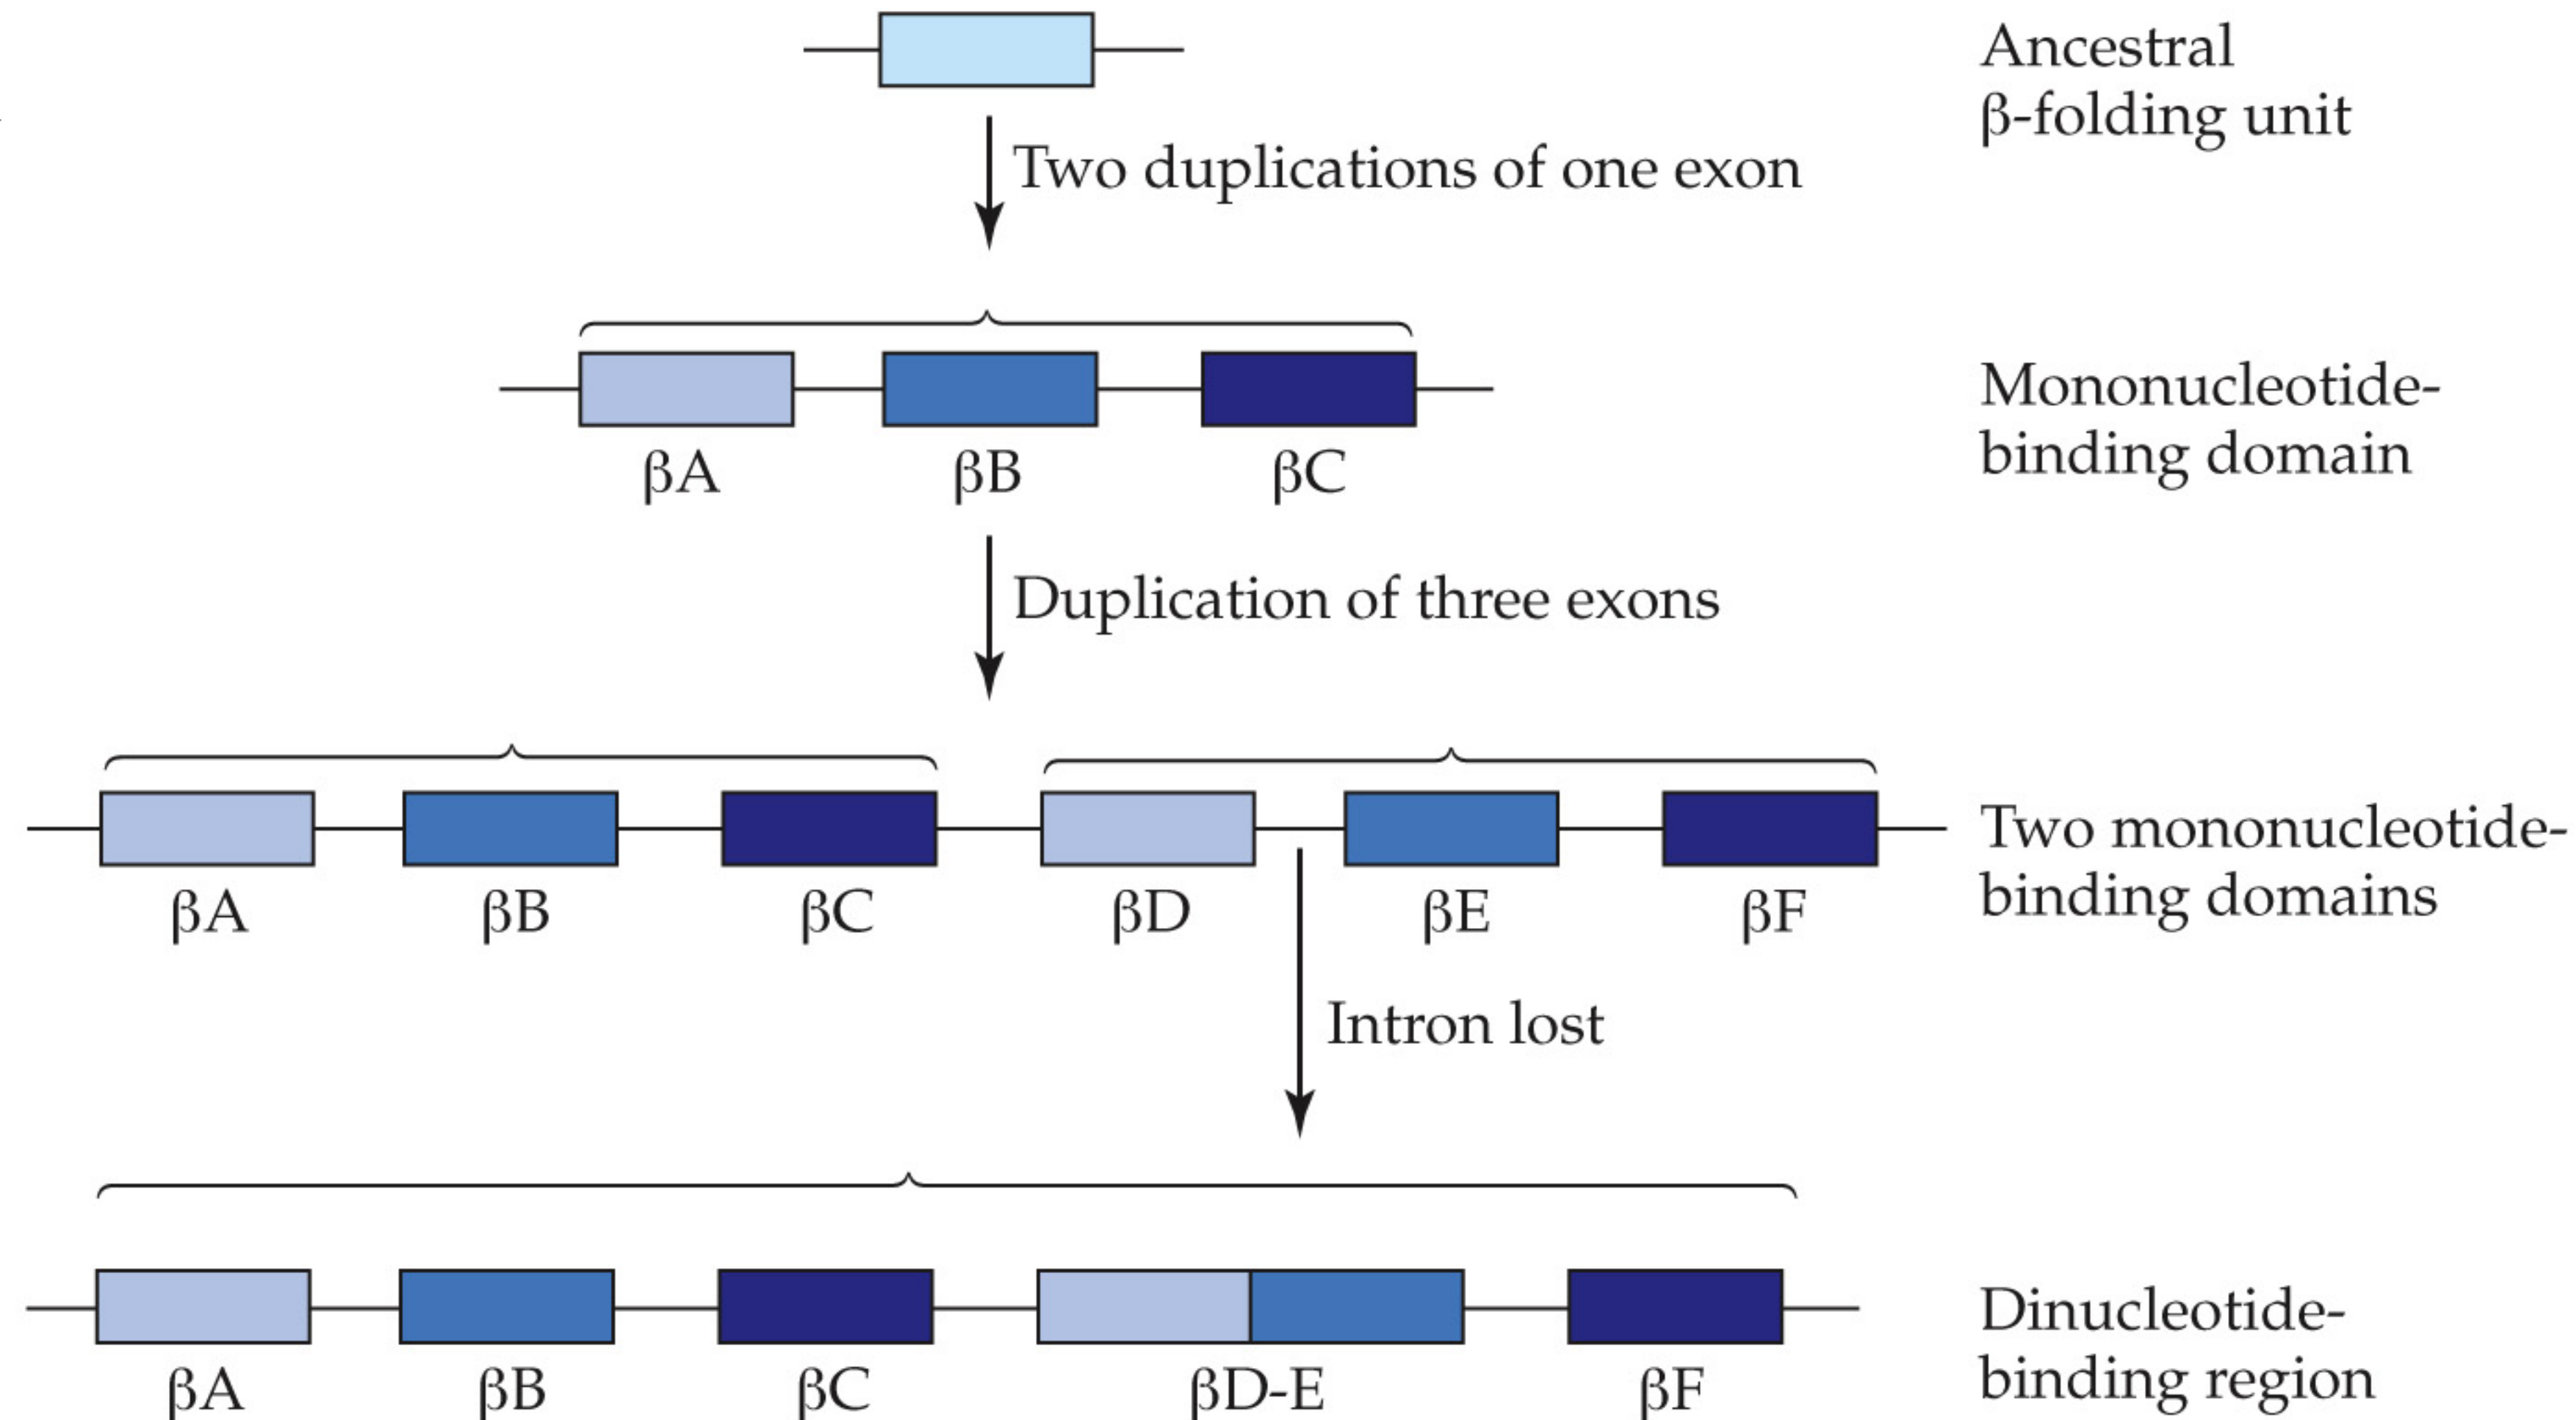 Ancestral
β-folding unit
Two duplications of one exon
Mononucleotide-
binding domain
βA
βB
βC
Duplication of three exons
Two mononucleotide-
binding domains
βA
βB
βC
βD
βE
βF
Intron lost
Dinucleotide-
binding region
βA
βB
βC
βD-E
βF